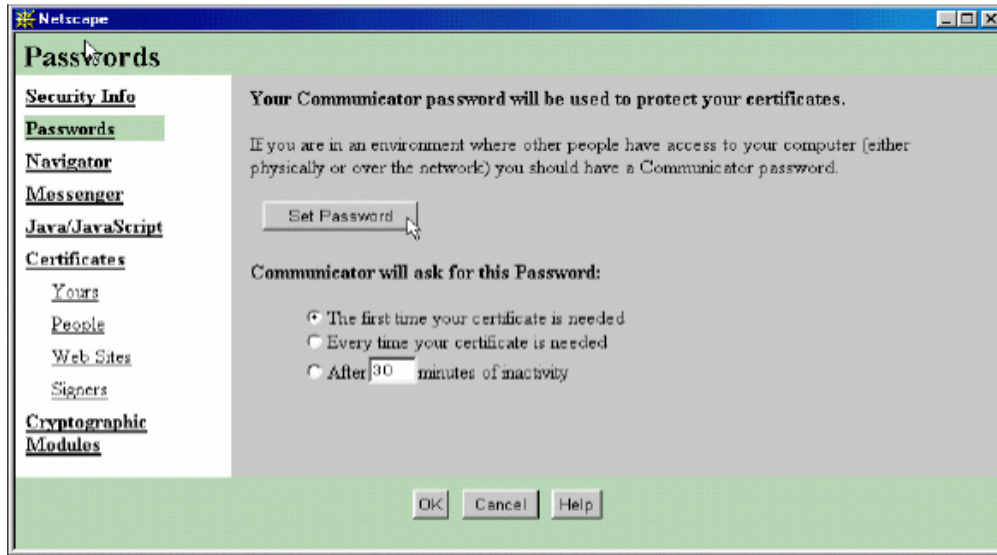 Netscape
Passwords
Security Info
Passwords
Navigator
Messenger
Java/JavaScript
Certificates
Yours
People
Web Sites
Signers
Cryptographic
Modules
Your Communicator password will be used to protect your certificates.
If you are in an environment where other people have access to your computer (either
physically or over the network) you should have a Communicator password.
Set Password
Communicator will ask for this Password:
The first time your certificate is needed
Every time your certificate is needed
After 30 minutes of inactivity
OK Cancel Help